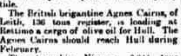 tide.
The British brigantine Agnes Cairns, of
Leith, 136 tons register, is loading at
Rettimo a cargo of olive oil for Hull. The
Agnes Cairns should reach Hull during
February.